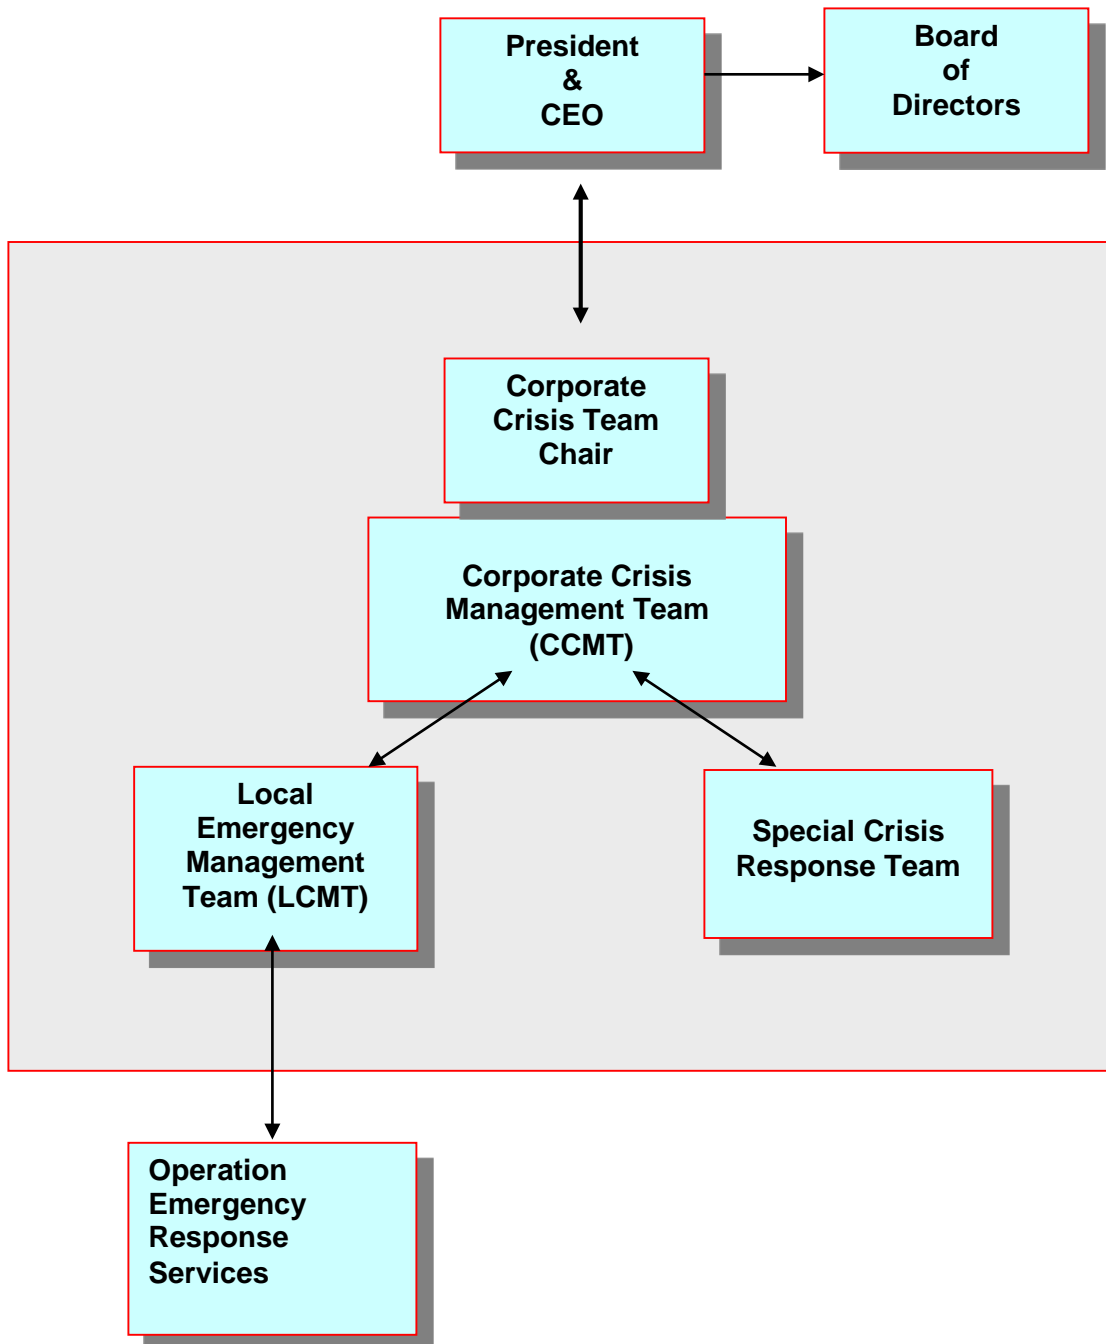 President
&
CEO
Board
of
Directors
Corporate
Crisis Team
Chair
Corporate Crisis
Management Team
(CCMT)
Local
Emergency
Management
Team (LCMT)
Special Crisis
Response Team
Operation
Emergency
Response
Services